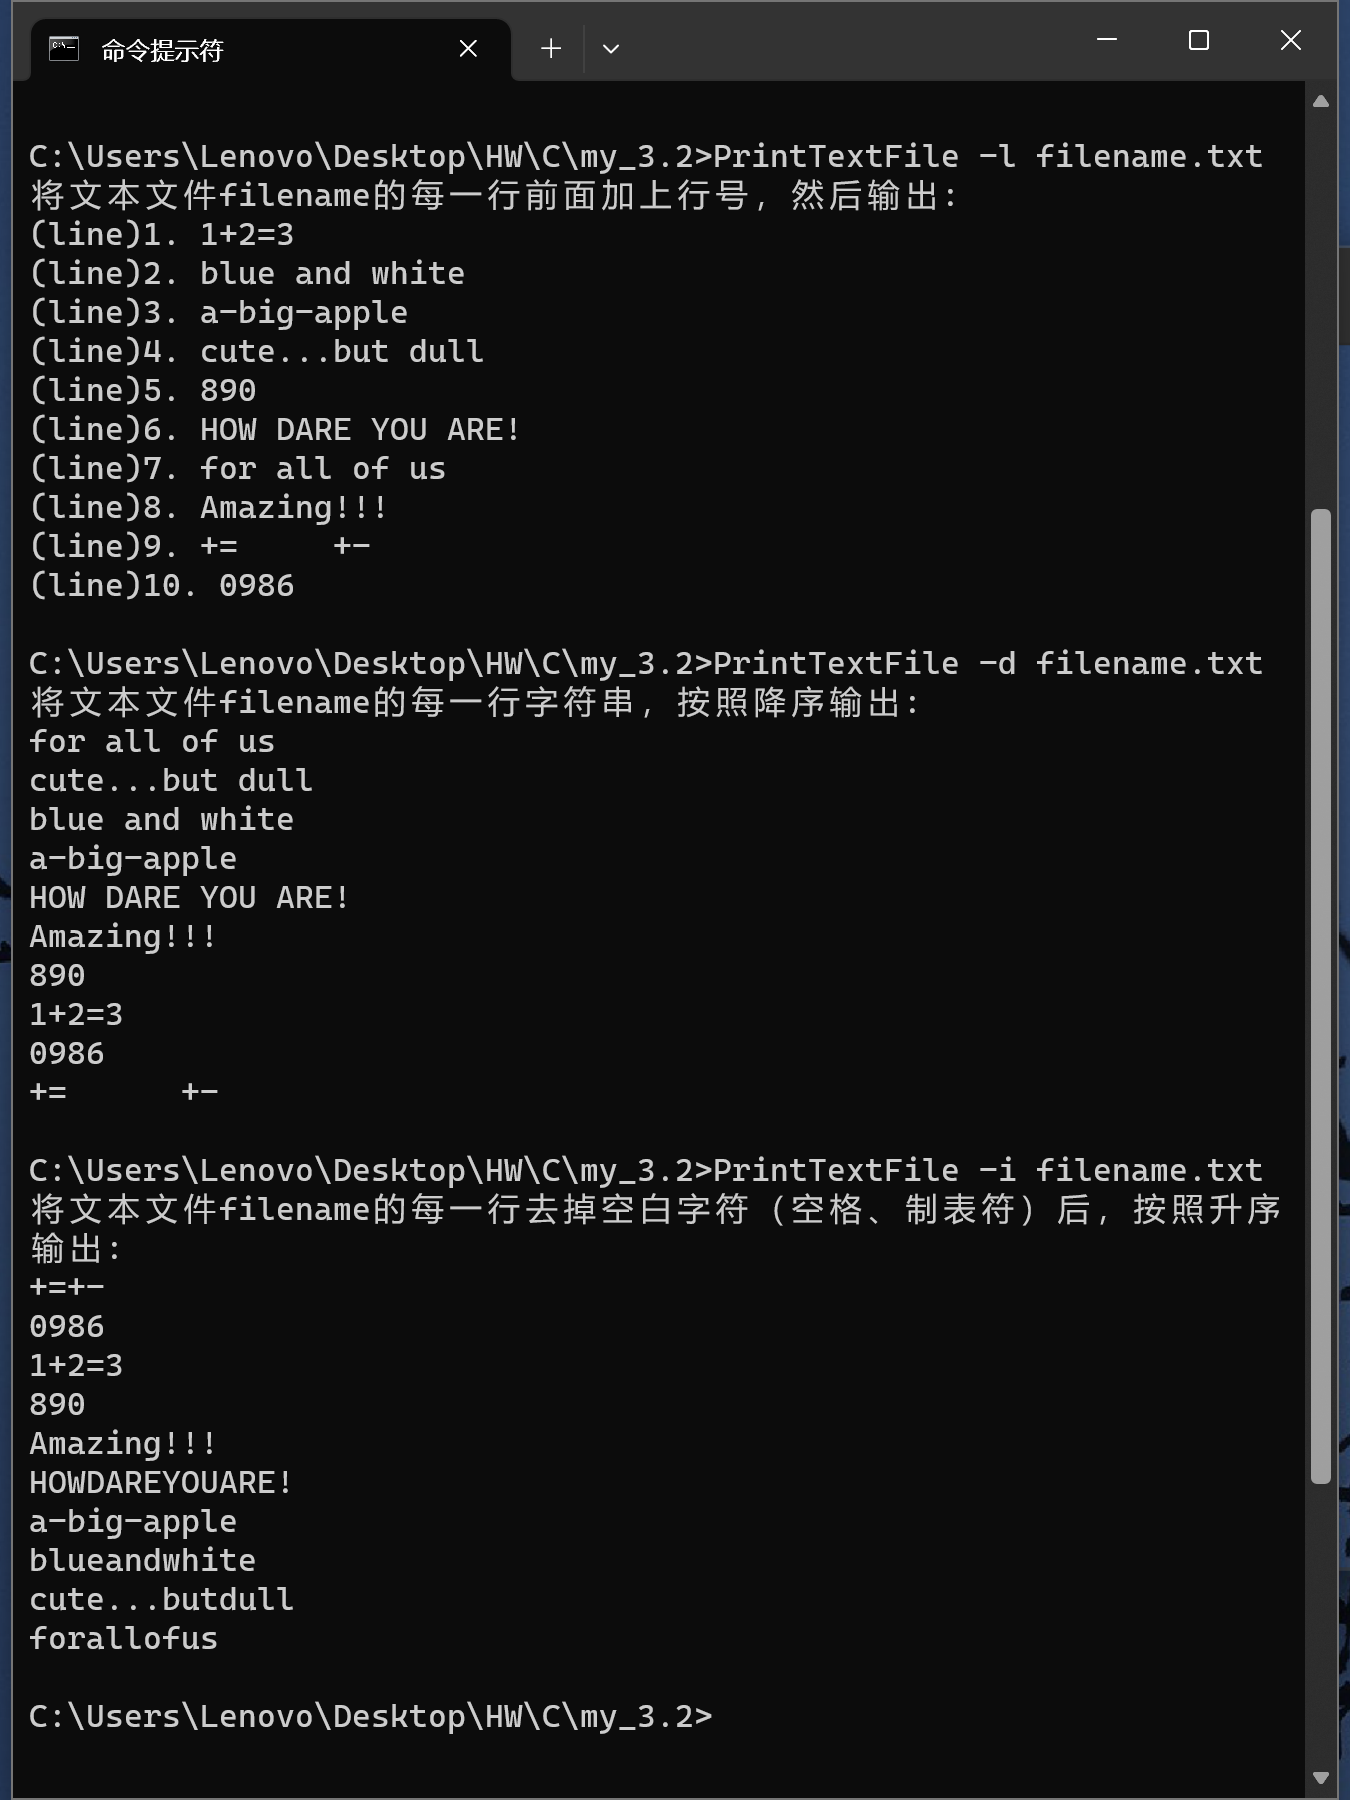 命令提示符
C:\Users\Lenovo\Desktop\HW\C\my_3.2>PrintTextFile -l filename.txt
将文本文件filename的每一行前面加上行号，然后输出：
(line)1. 1+2=3
(line)2. blue and white
(line)3. a-big-apple
(line)4. cute...but dull
(line)5. 890
(line)6. HOW DARE YOU ARE!
(line)7. for all of us
(line)8. Amazing!!!
(line)9. +=     +-
(line)10. 0986
C:\Users\Lenovo\Desktop\HW\C\my_3.2>PrintTextFile -d filename.txt
将文本文件filename的每一行字符串，按照降序输出：
for all of us
cute...but dull
blue and white
a-big-apple
HOW DARE YOU ARE!
Amazing!!!
890
1+2=3
0986
+=      +-
C:\Users\Lenovo\Desktop\HW\C\my_3.2>PrintTextFile -i filename.txt
将文本文件filename的每一行去掉空白字符（空格、制表符）后，按照升序
输出：
+=+-
0986
1+2=3
890
Amazing!!!
HOWDAREYOUARE!
a-big-apple
blueandwhite
cute...butdull
forallofus
C:\Users\Lenovo\Desktop\HW\C\my_3.2>